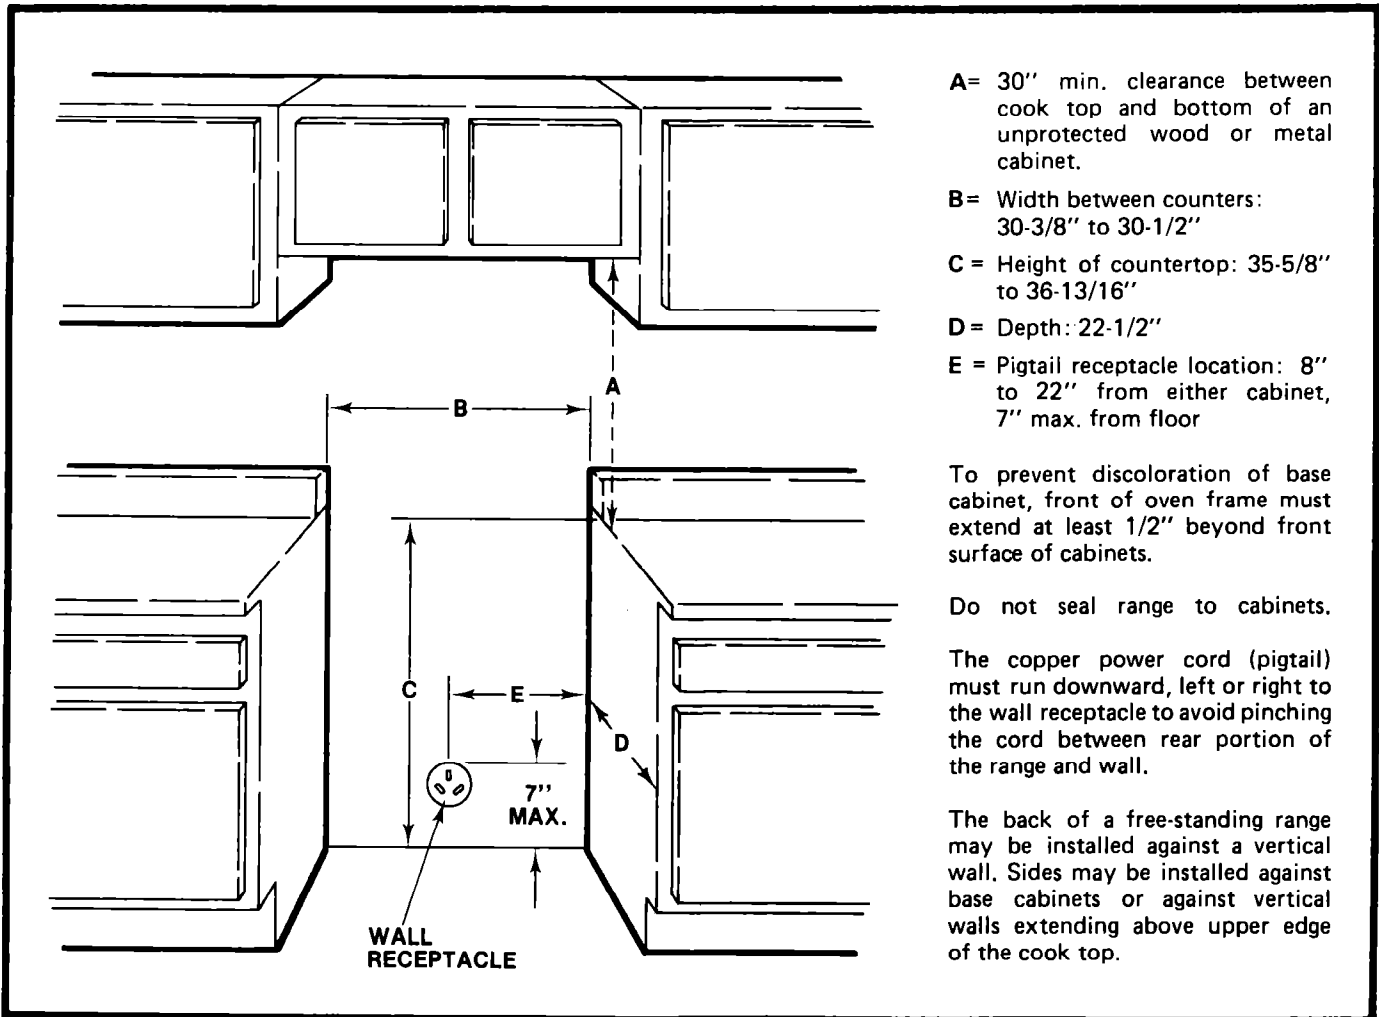 A
B
C
E
D
7'' MAX.
WALL
RECEPTACLE
A= 30'' min. clearance between
cook top and bottom of an
unprotected wood or metal
cabinet.
B= Width between counters:
30-3/8'' to 30-1/2''
C = Height of countertop: 35-5/8''
to 36-13/16''
D = Depth: 22-1/2''
E = Pigtail receptacle location: 8''
to 22'' from either cabinet,
7'' max. from floor
To prevent discoloration of base
cabinet, front of oven frame must
extend at least 1/2'' beyond front
surface of cabinets.
Do not seal range to cabinets.
The copper power cord (pigtail)
must run downward, left or right to
the wall receptacle to avoid pinching
the cord between rear portion of
the range and wall.
The back of a free-standing range
may be installed against a vertical
wall. Sides may be installed against
base cabinets or against vertical
walls extending above upper edge
of the cook top.